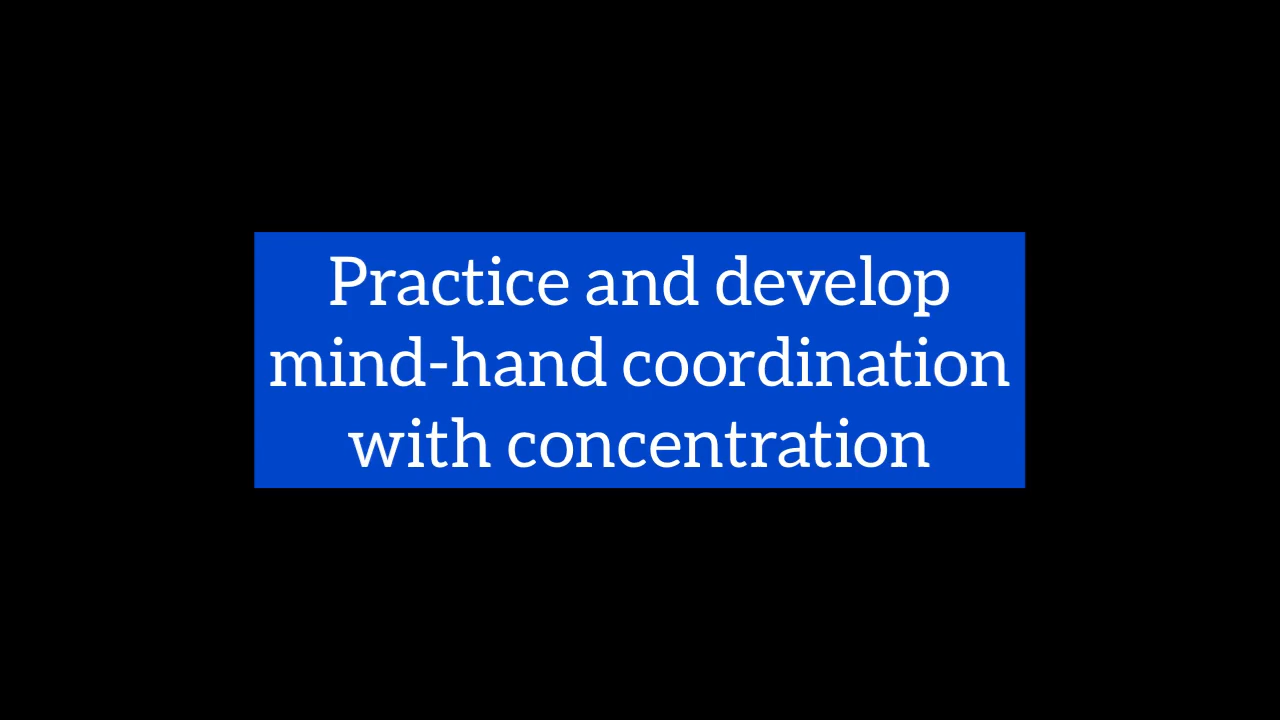 Practice and develop
mind-hand coordination
with concentration